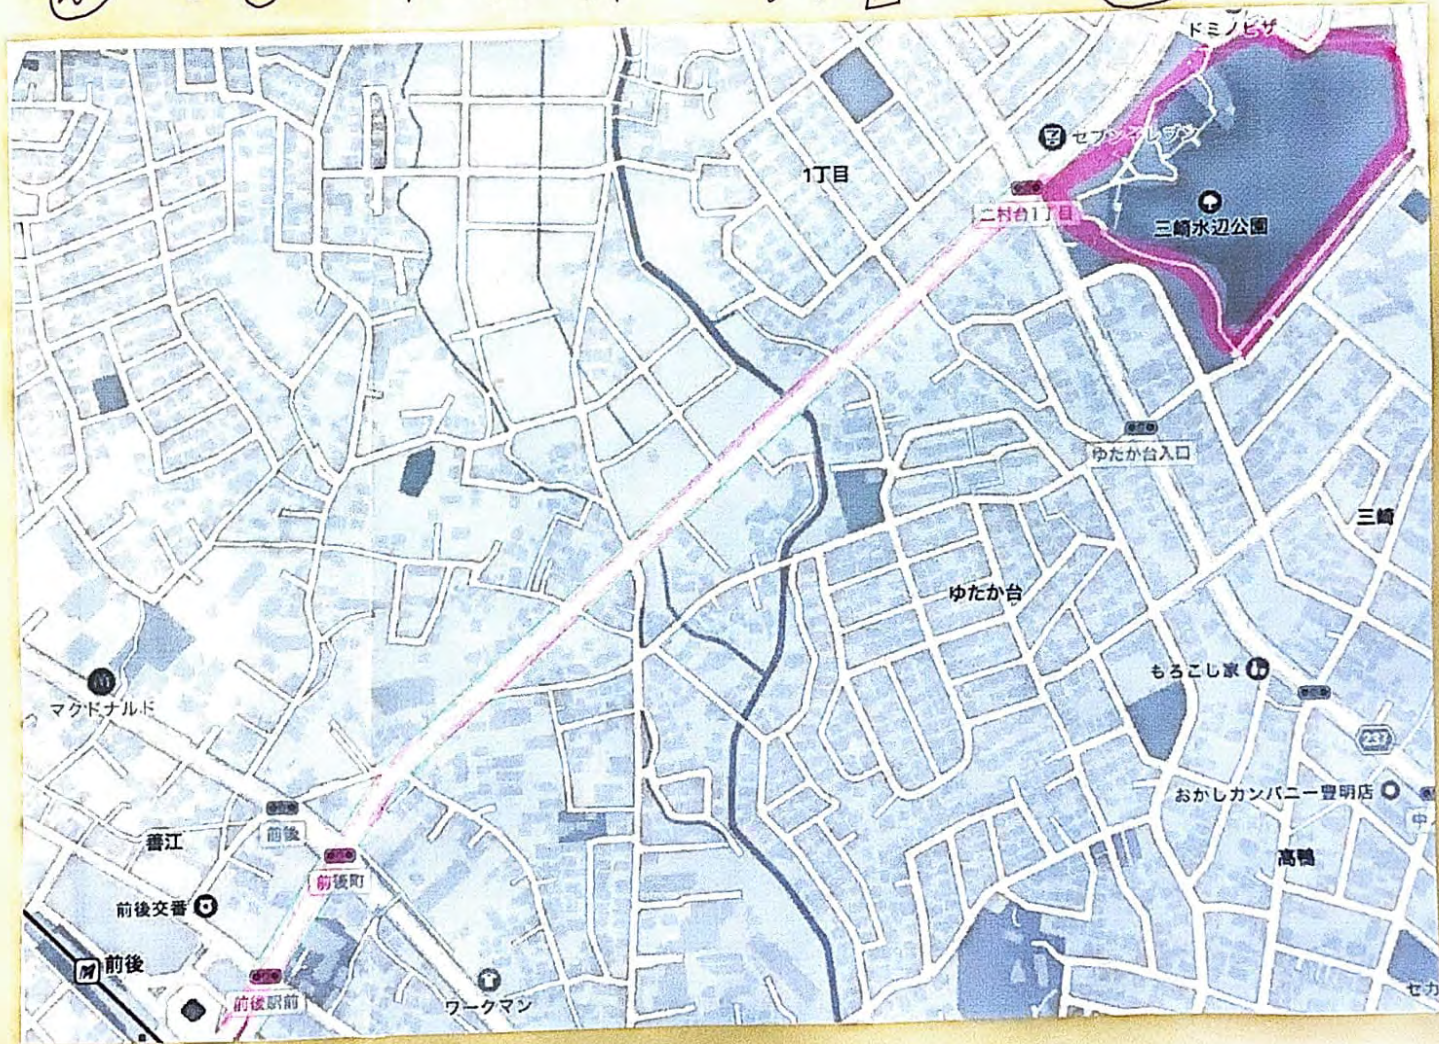 ドミノピザ
セブンイレブン
1丁目
二村台1丁目
三崎水辺公園
ゆたか台入口
三崎
ゆたか台
もろこし家
マクドナルド
237
おかしカンパニー豊明店
中
前後
善江
高鴨
前後町
前後交番
前後
前後駅前
ワークマン
セカ